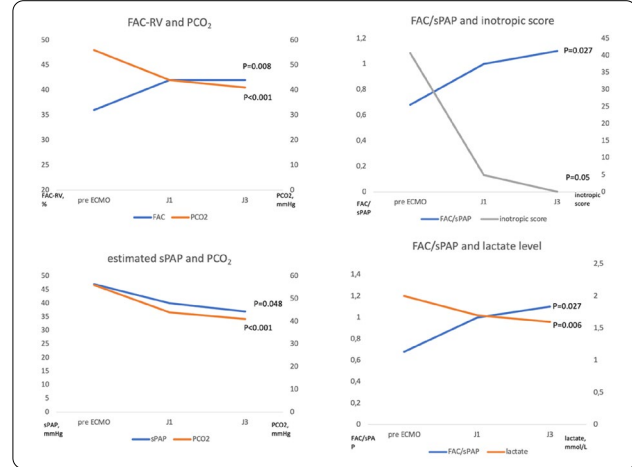 FAC-RV and PCO2
50
45
40
35
30
25
20
60
50
40
30
20
10
0
P=0.008
P<0.001
FAC-RV,
%
pre ECMO
J1
J3
PCO2,
mmHg
FAC
PCO2
FAC/sPAP and inotropic score
1,2
1
0,8
0,6
0,4
0,2
0
45
40
35
30
25
20
15
10
5
0
P=0.027
P=0.05
FAC/
sPAP
pre ECMO
J1
J3
inotropic
score
FAC/sPAP
inotropic score
estimated sPAP and PCO2
50
45
40
35
30
25
20
15
10
5
0
60
50
40
30
20
10
0
P=0.048
P<0.001
sPAP,
mmHg
pre ECMO
J1
J3
PCO2,
mmHg
sPAP
PCO2
FAC/sPAP and lactate level
1,4
1,2
1
0,8
0,6
0,4
0,2
0
2,5
2
1,5
1
0,5
0
P=0.027
P=0.006
FAC/sPA
P
pre ECMO
J1
J3
lactate,
mmol/L
FAC/sPAP
lactate